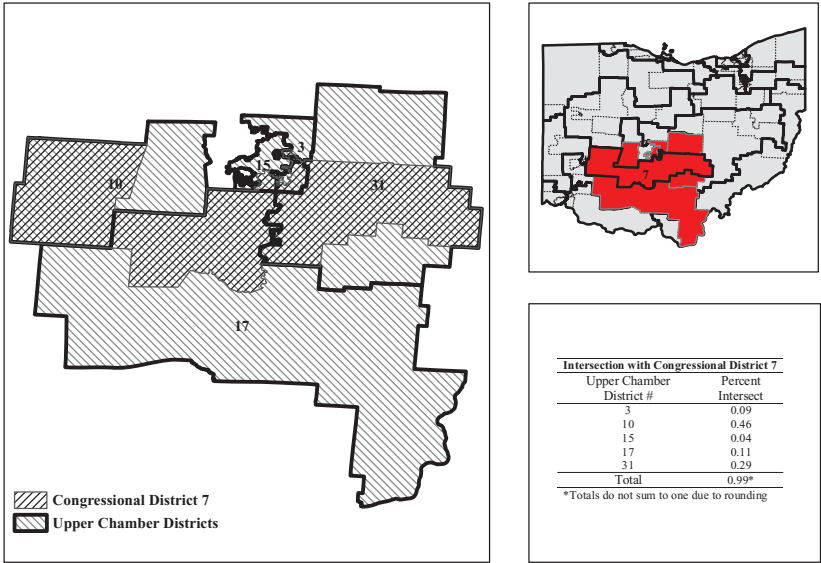 3
15
10
31
17
Congressional District 7
Upper Chamber Districts
7
Intersection with Congressional District 7
Upper Chamber Percent
District # Intersect
3 0.09
10 0.46
15 0.04
17 0.11
31 0.29
Total 0.99*
*Totals do not sum to one due to rounding